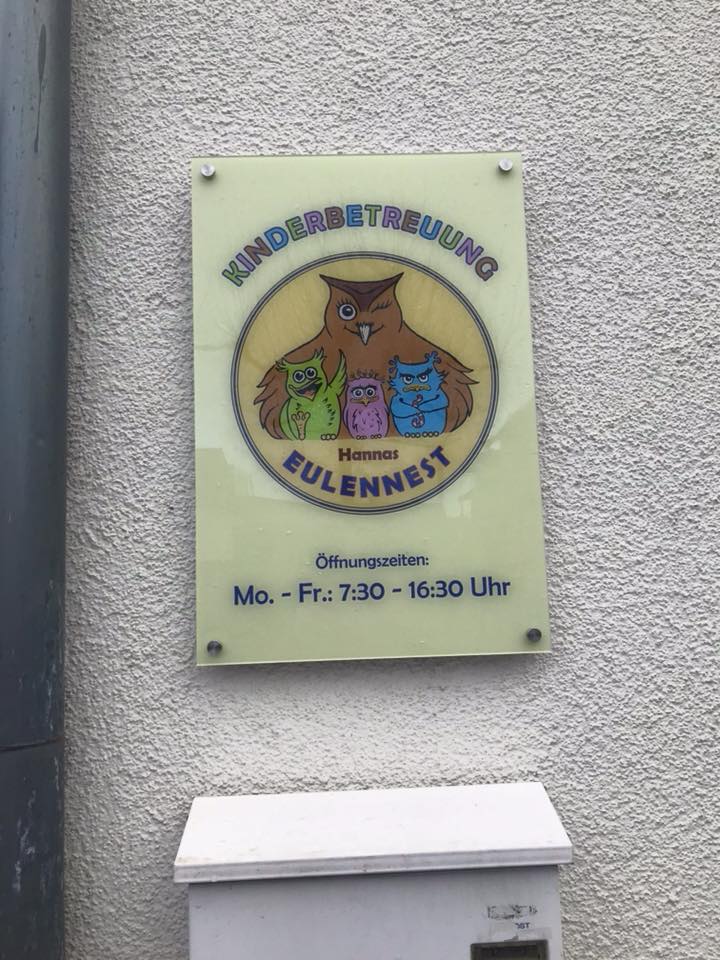 KINDERBETREUUNG
Hannas
EULENNEST
Öffnungszeiten:
Mo. - Fr.: 7:30 - 16:30 Uhr